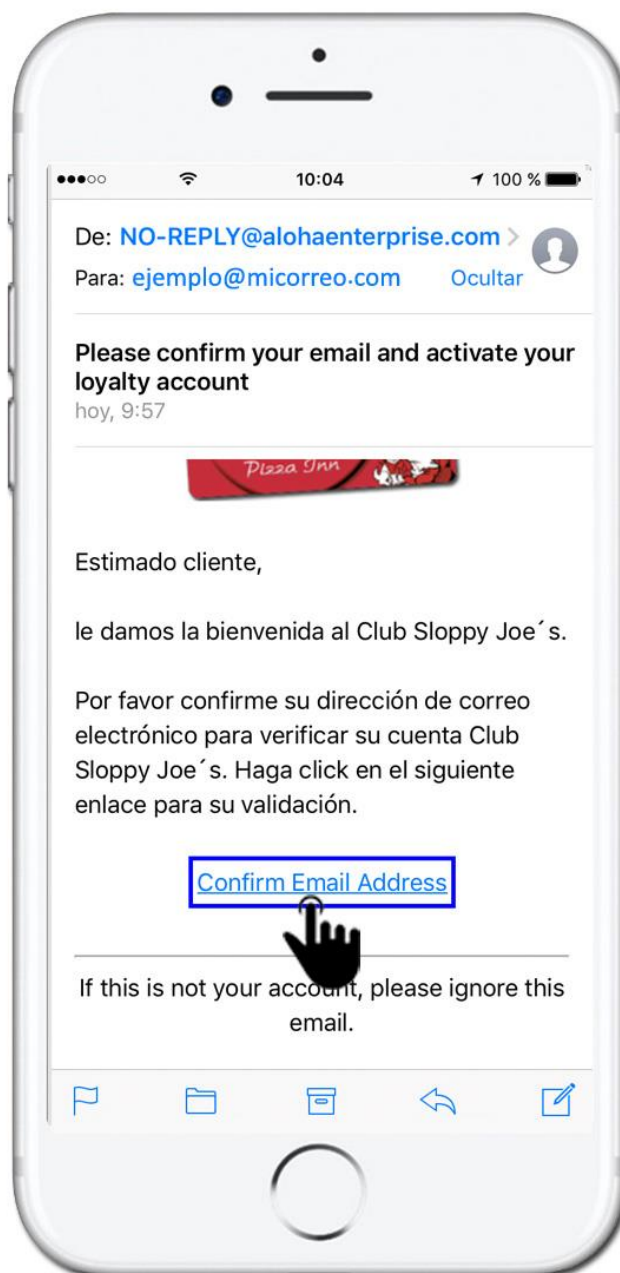 10:04
100 %
De: NO-REPLY@alohaenterprise.com
Para: ejemplo@micorreo.com Ocultar
Please confirm your email and activate your
loyalty account
hoy, 9:57
Pizza Inn
Estimado cliente,
le damos la bienvenida al Club Sloppy Joe´s.
Por favor confirme su dirección de correo
electrónico para verificar su cuenta Club
Sloppy Joe´s. Haga click en el siguiente
enlace para su validación.
Confirm Email Address
If this is not your account, please ignore this
email.